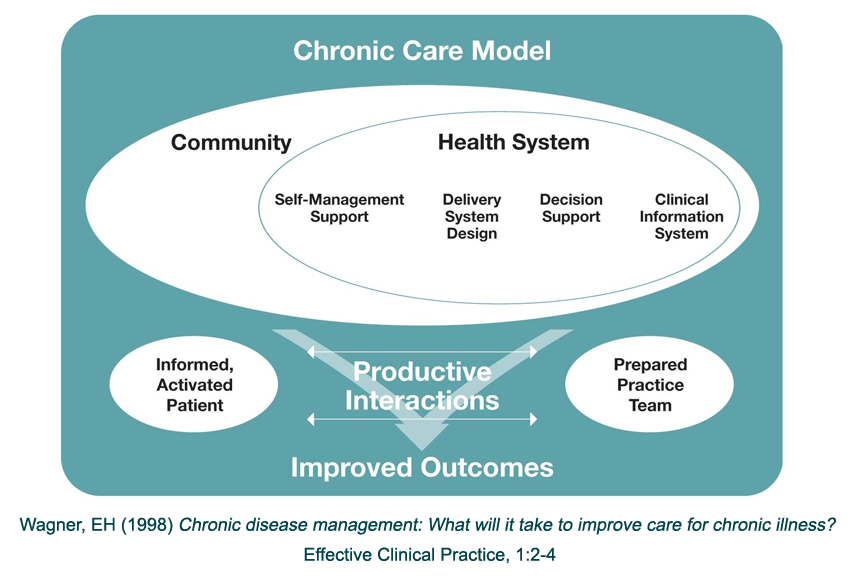 Chronic Care Model
Community
Health System
Self-Management
Support
Delivery
System
Design
Decision
Support
Clinical
Information
System
Informed,
Activated
Patient
Productive
Interactions
Prepared
Practice
Team
Improved Outcomes
Wagner, EH (1998) Chronic disease management: What will it take to improve care for chronic illness?
Effective Clinical Practice, 1:2-4